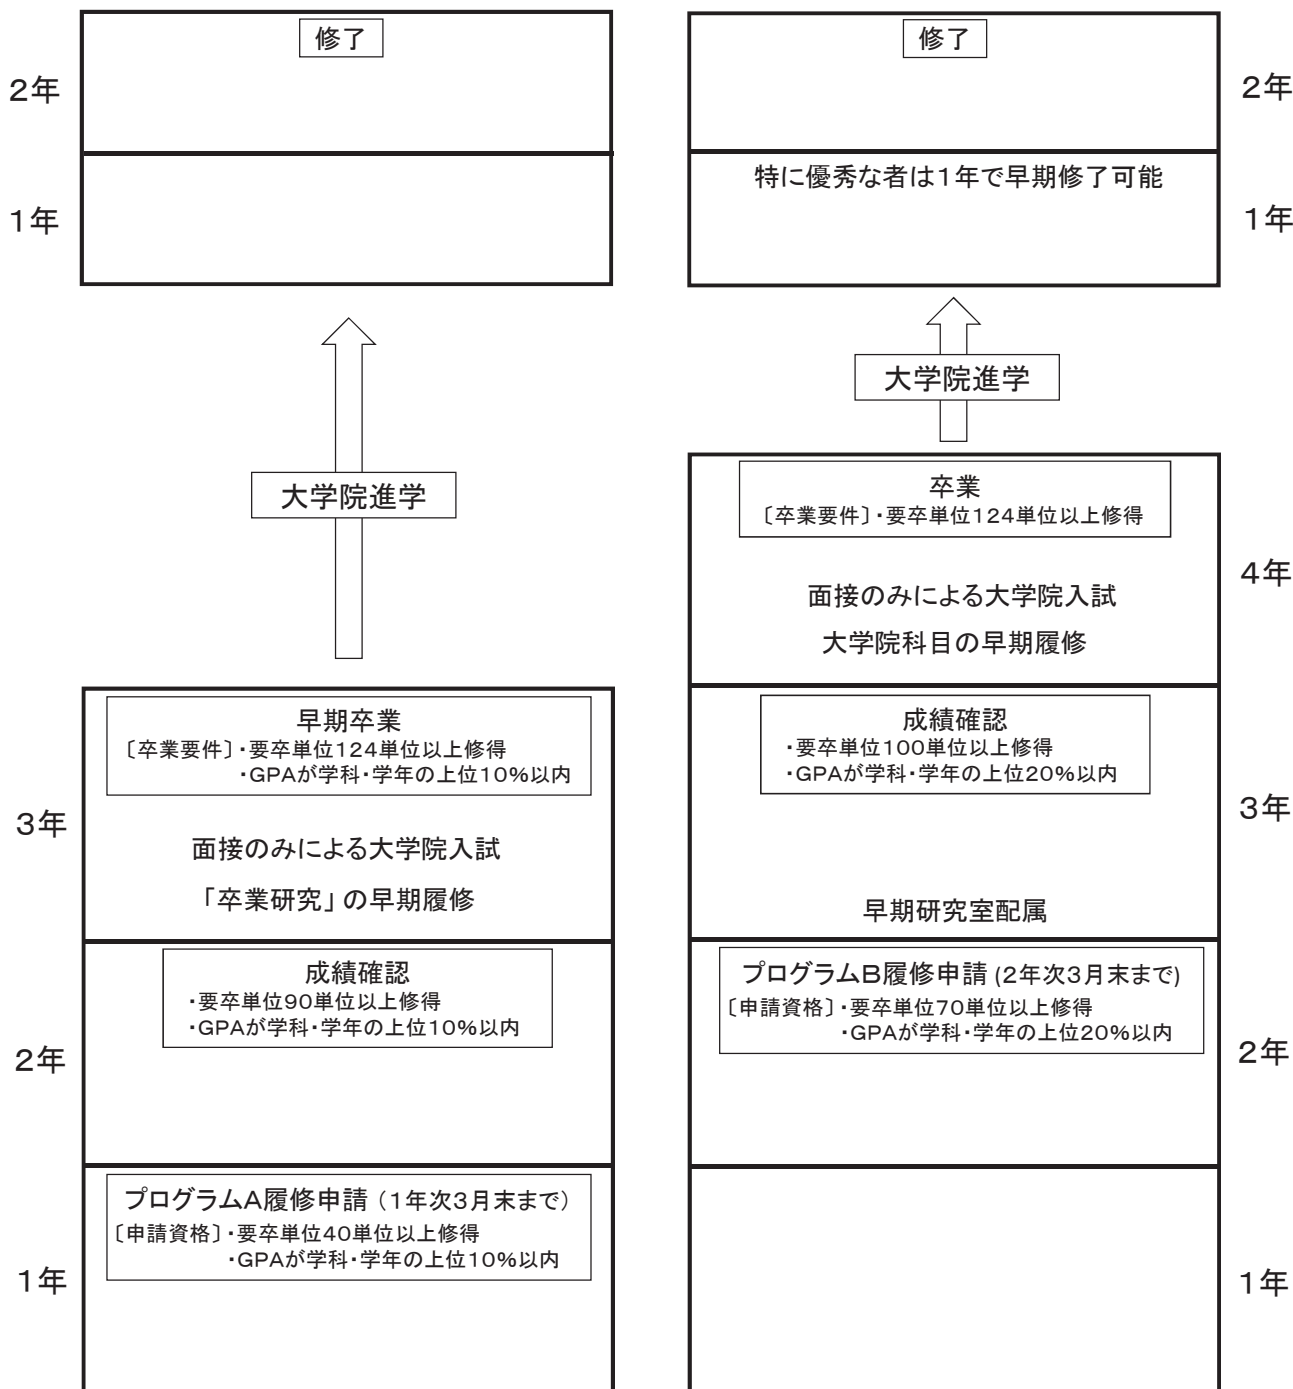 修了
2年
1年
大学院進学
早期卒業
〔卒業要件〕・要卒単位124単位以上修得
・GPAが学科・学年の上位10%以内
3年
面接のみによる大学院入試
「卒業研究」の早期履修
成績確認
・要卒単位90単位以上修得
・GPAが学科・学年の上位10%以内
2年
プログラムA履修申請（1年次3月末まで）
〔申請資格〕・要卒単位40単位以上修得
・GPAが学科・学年の上位10%以内
1年
修了
2年
特に優秀な者は1年で早期修了可能
1年
大学院進学
卒業
〔卒業要件〕・要卒単位124単位以上修得
4年
面接のみによる大学院入試
大学院科目の早期履修
成績確認
・要卒単位100単位以上修得
・GPAが学科・学年の上位20%以内
3年
早期研究室配属
プログラムB履修申請 (2年次3月末まで)
〔申請資格〕・要卒単位70単位以上修得
・GPAが学科・学年の上位20%以内
2年
1年